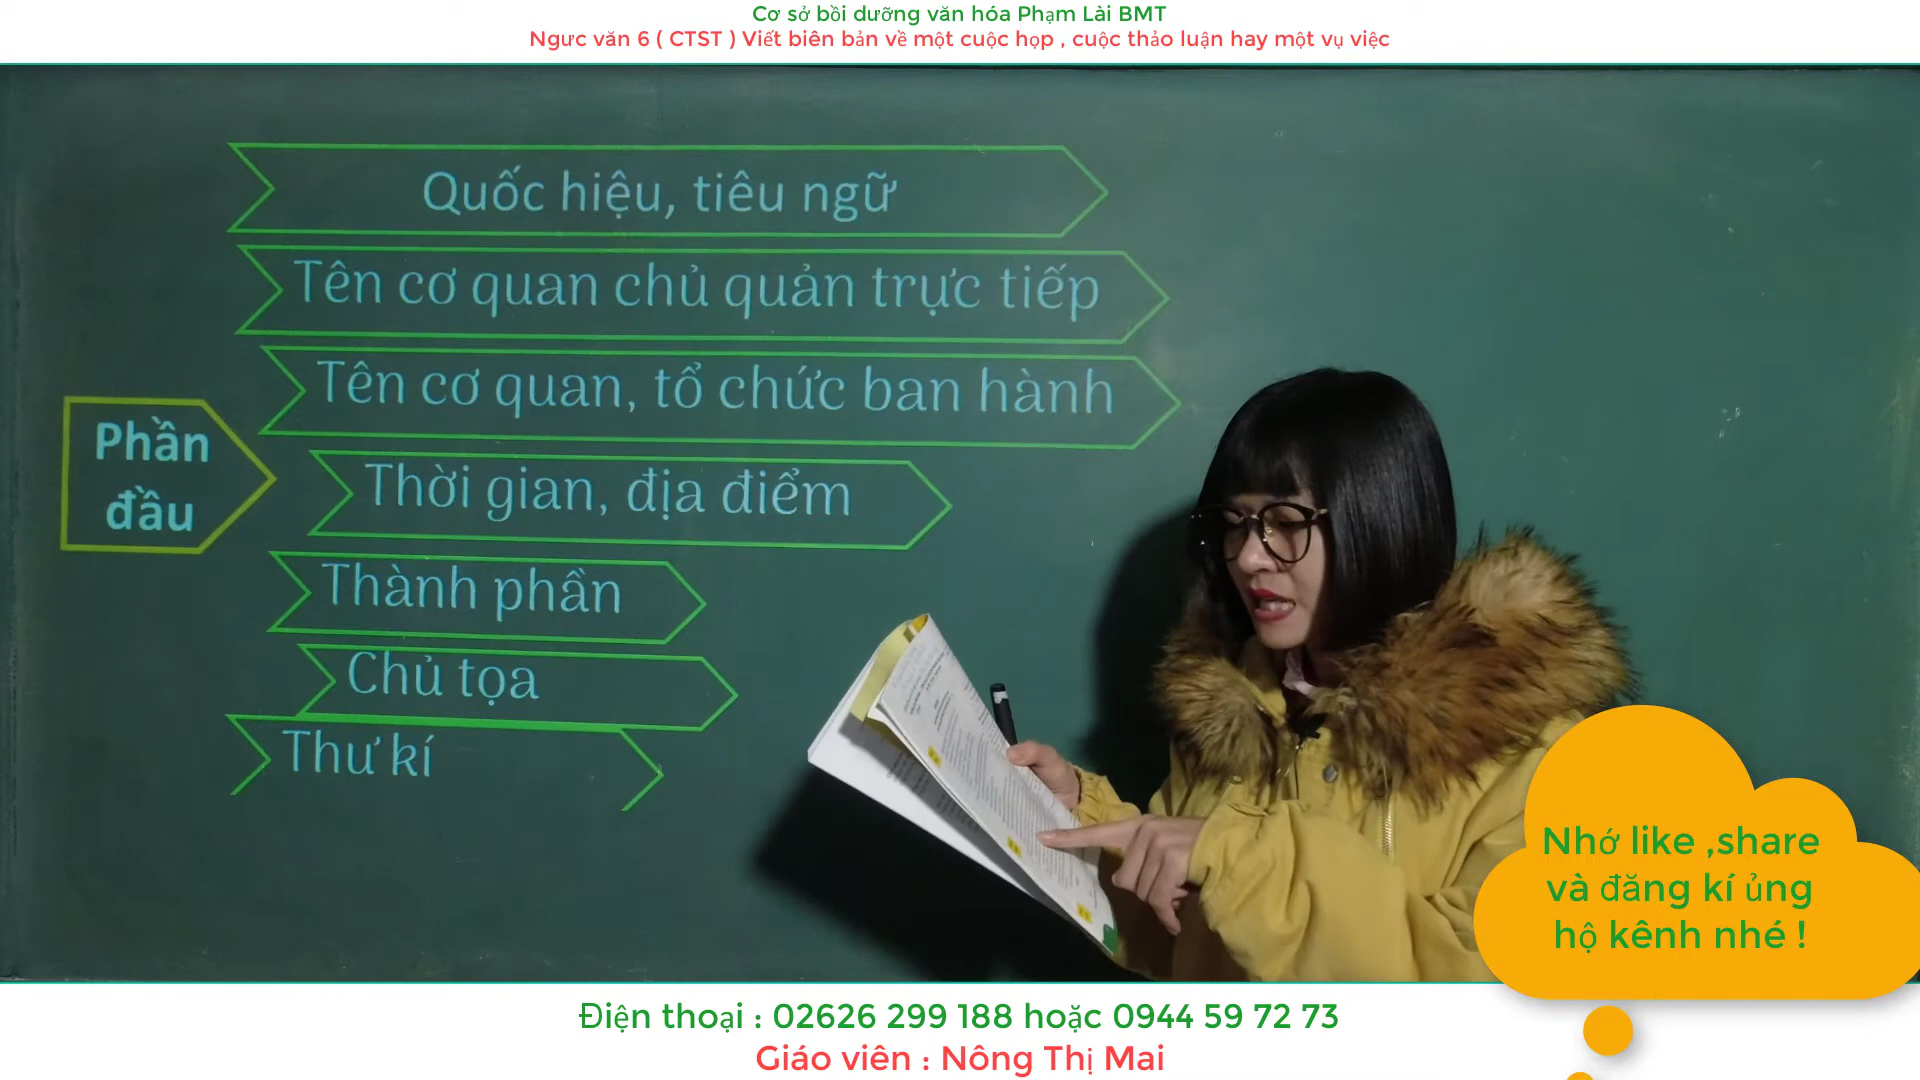 Cơ sở bồi dưỡng văn hóa Phạm Lài BMT
Ngưc văn 6 ( CTST ) Viết biên bản về một cuộc họp , cuộc thảo luận hay một vụ việc
Quốc hiệu, tiêu ngữ
Tên cơ quan chủ quản trực tiếp
Tên cơ quan, tổ chức ban hành
Phần
đầu
Thời gian, địa điểm
Thành phần
Chủ tọa
Thư kí
Nhớ like ,share
và đăng kí ủng
hộ kênh nhé !
Điện thoại : 02626 299 188 hoặc 0944 59 72 73
Giáo viên : Nông Thị Mai